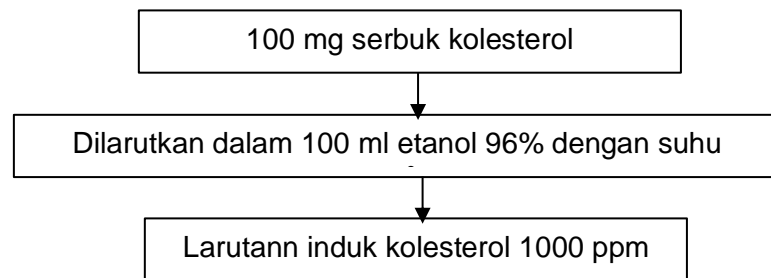 100 mg serbuk kolesterol
Dilarutkan dalam 100 ml etanol 96% dengan suhu
Larutann induk kolesterol 1000 ppm